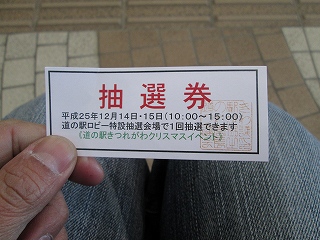 抽選券
平成25年12月14日・15日(10:00～15:00)
道の駅ロビー特設抽選会場で1回抽選できます
(道の駅きつれがわクリスマスイベント)